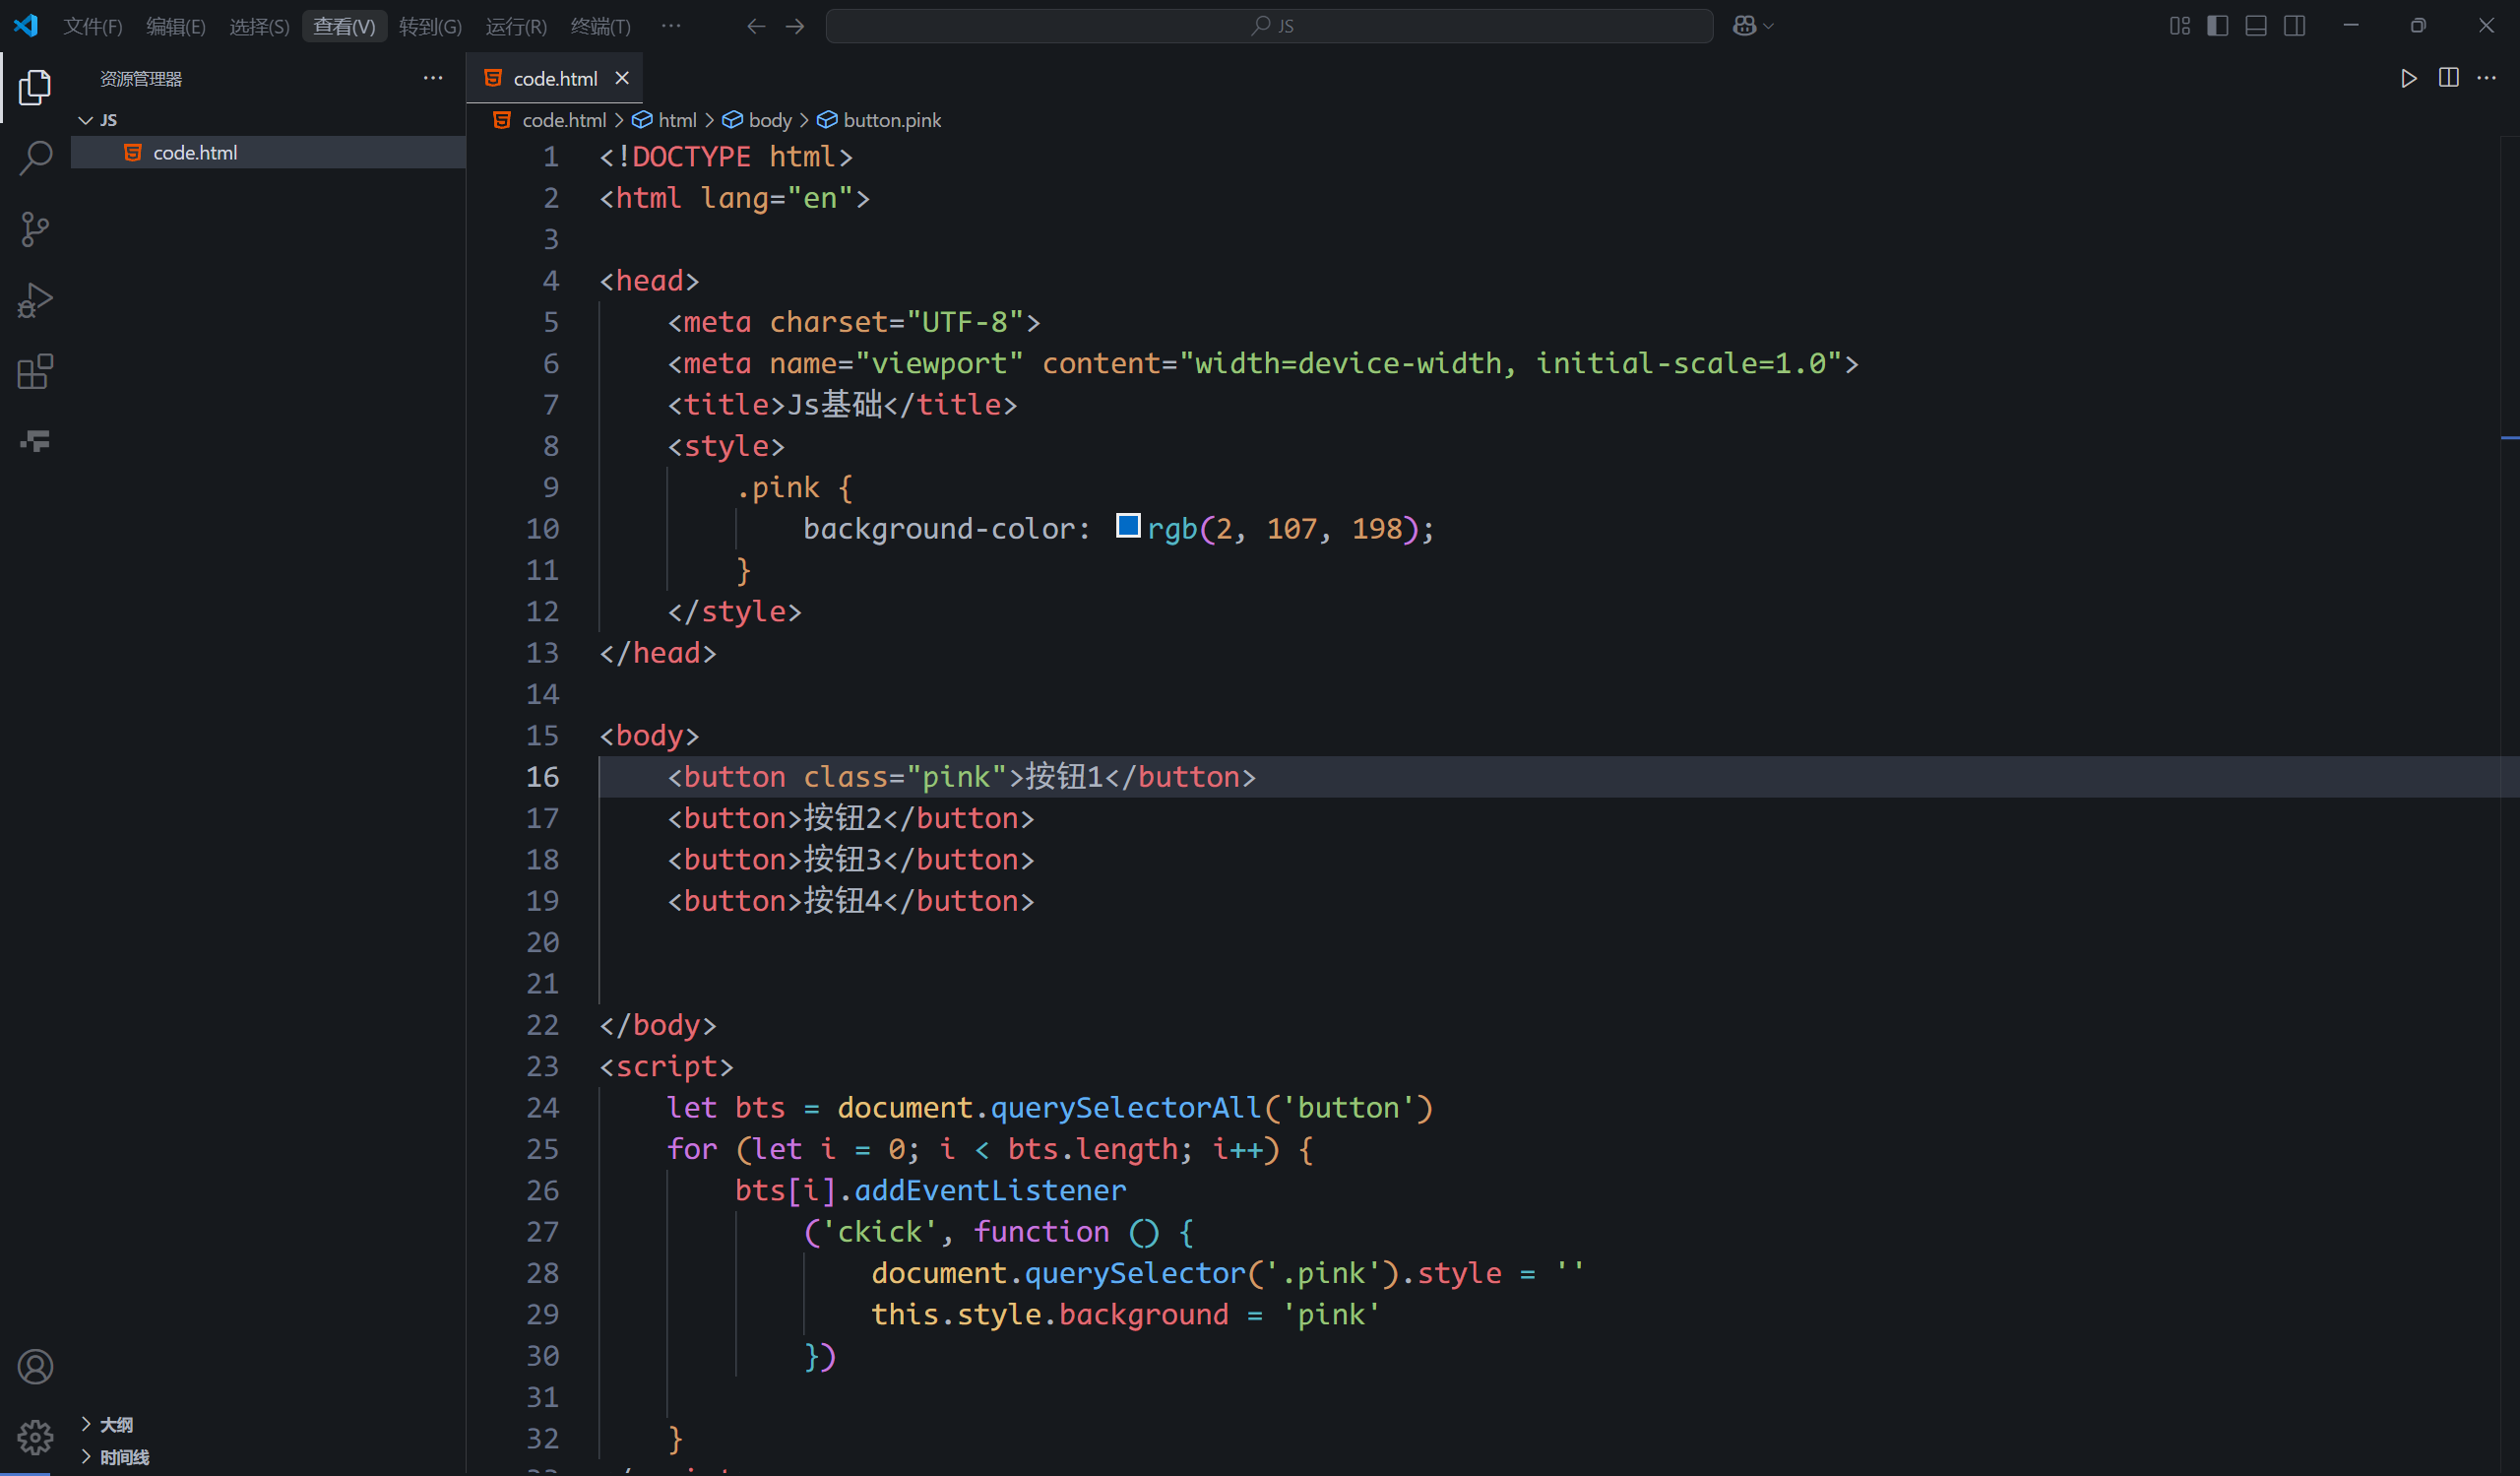 文件(F) 编辑(E) 选择(S) 查看(V) 转到(G) 运行(R) 终端(T) ··· JS
资源管理器 ···
JS
code.html
大纲
时间线
code.html
code.html > html > body > button.pink
1 <!DOCTYPE html>
2 <html lang="en">
3
4 <head>
5     <meta charset="UTF-8">
6     <meta name="viewport" content="width=device-width, initial-scale=1.0">
7     <title>Js基础</title>
8     <style>
9         .pink {
10             background-color: rgb(2, 107, 198);
11         }
12     </style>
13 </head>
14
15 <body>
16     <button class="pink">按钮1</button>
17     <button>按钮2</button>
18     <button>按钮3</button>
19     <button>按钮4</button>
20
21
22 </body>
23 <script>
24     let bts = document.querySelectorAll('button')
25     for (let i = 0; i < bts.length; i++) {
26         bts[i].addEventListener
27             ('ckick', function () {
28                 document.querySelector('.pink').style = ''
29                 this.style.background = 'pink'
30             })
31
32     }